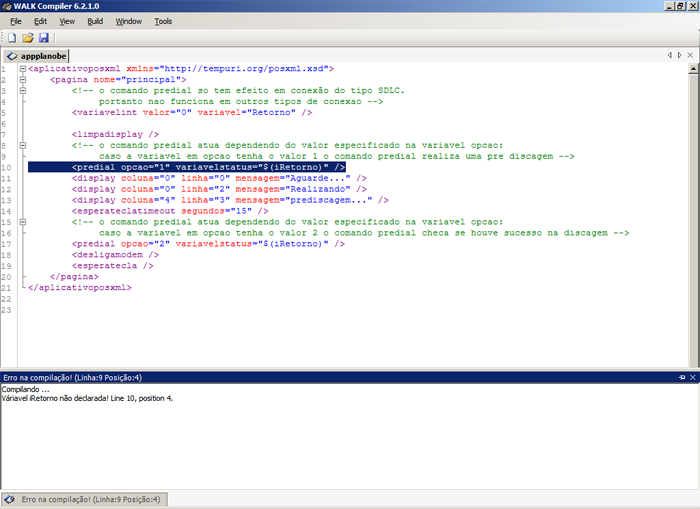 WALK Compiler 6.2.1.0
File Edit View Build Window Tools
appplanobe
1 <aplicativoposxml xmlns="http://tempuri.org/posxml.xsd">
2 <pagina nome="principal">
3 <!-- o comando predial so tem efeito em conexão do tipo SDLC.
4 portanto nao funciona em outros tipos de conexao -->
5 <variavelint valor="0" variavel="Retorno" />
6
7 <limpadisplay />
8 <!-- o comando predial atua dependendo do valor especificado na variavel opcao:
9 caso a variavel em opcao tenha o valor 1 o comando predial realiza uma pre discagem -->
10 <predial opcao="1" variavelstatus="$(iRetorno)" />
11 <display coluna="0" linha="0" mensagem="Aguarde..." />
12 <display coluna="0" linha="2" mensagem="Realizando" />
13 <display coluna="4" linha="3" mensagem="prediscagem..." />
14 <esperateclatimeout segundos="15" />
15 <!-- o comando predial atua dependendo do valor especificado na variavel opcao:
16 caso a variavel em opcao tenha o valor 2 o comando predial checa se houve sucesso na discagem -->
17 <predial opcao="2" variavelstatus="$(iRetorno)" />
18 <desligamodem />
19 <esperatecla />
20 </pagina>
21 </aplicativoposxml>
22
23
Erro na compilação! (Linha:9 Posição:4)
Compilando ...
Váriavel iRetorno não declarada! Line 10, position 4.
Erro na compilação! (Linha:9 Posição:4)